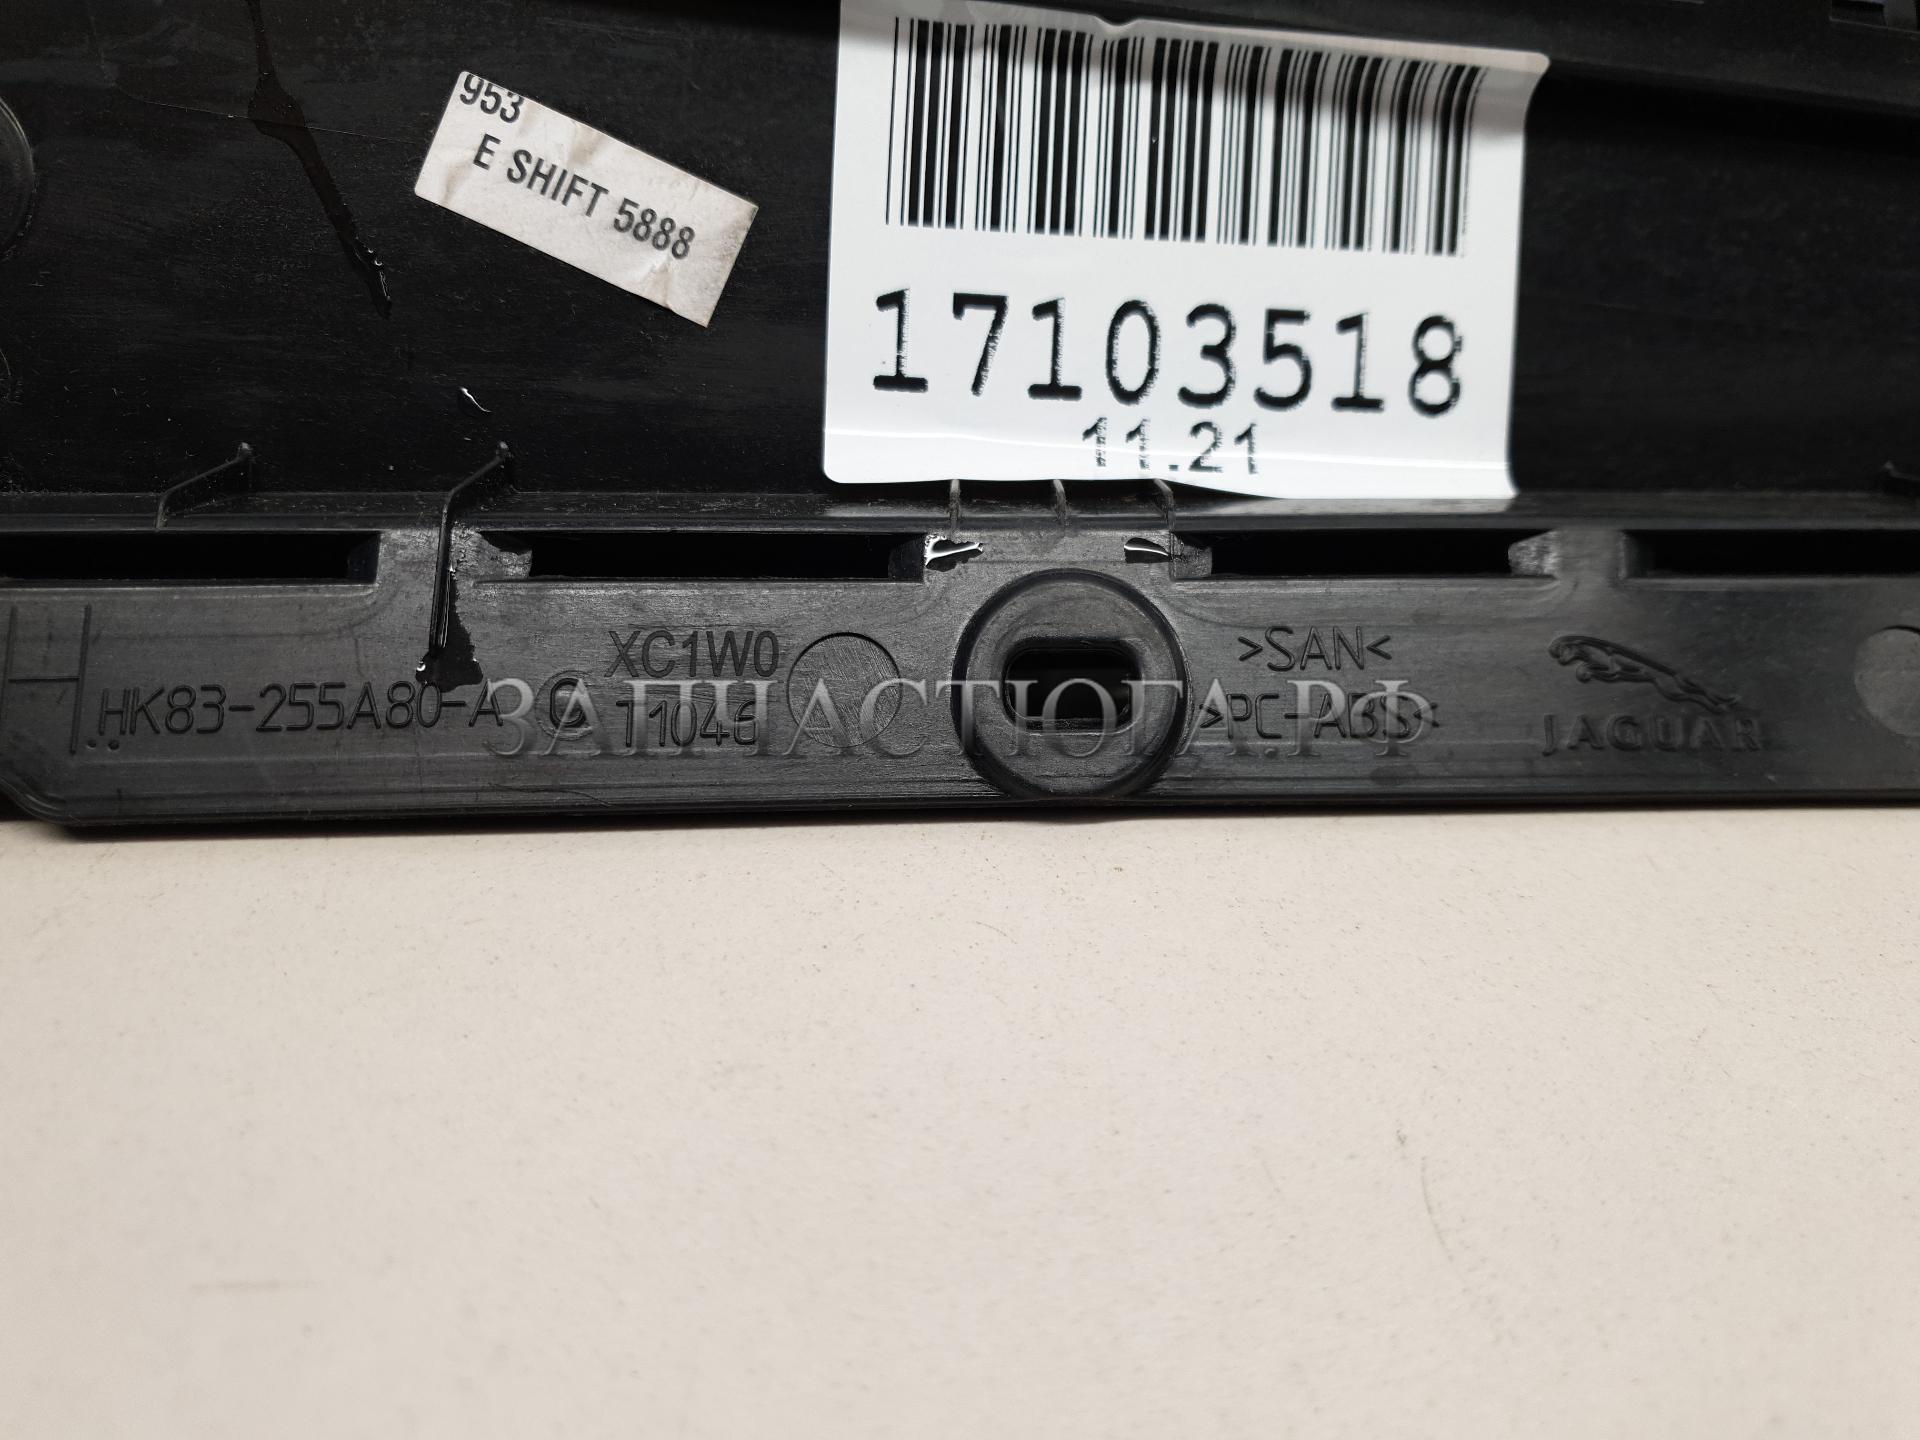 953
E SHIFT 5888
17103518
11.21
XC1W0
>SAN<
HK83-255A80-A
11046
>PC-ABS<
JAGUAR
ЗАПЧАСТЮГА.РФ